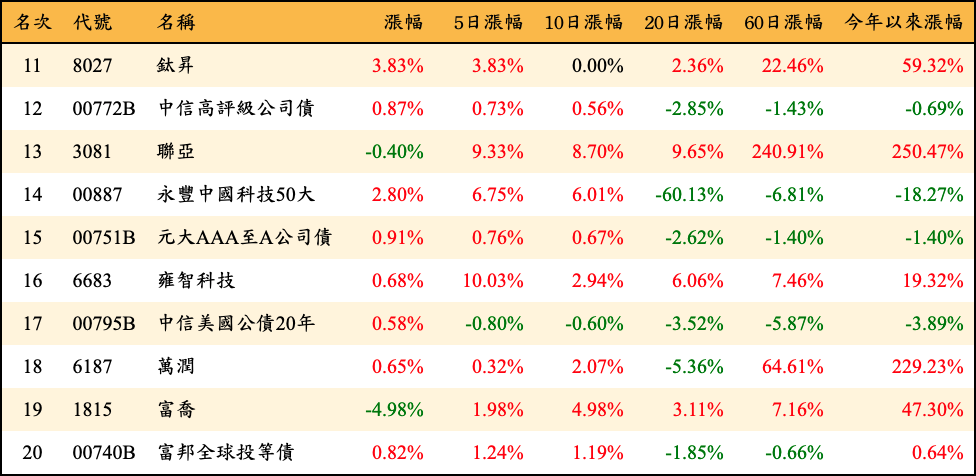 名次 代號 名稱 漲幅 5日漲幅 10日漲幅 20日漲幅 60日漲幅 今年以來漲幅
11 8027 鈦昇 3.83% 3.83% 0.00% 2.36% 22.46% 59.32%
12 00772B 中信高評級公司債 0.87% 0.73% 0.56% -2.85% -1.43% -0.69%
13 3081 聯亞 -0.40% 9.33% 8.70% 9.65% 240.91% 250.47%
14 00887 永豐中國科技50大 2.80% 6.75% 6.01% -60.13% -6.81% -18.27%
15 00751B 元大AAA至A公司債 0.91% 0.76% 0.67% -2.62% -1.40% -1.40%
16 6683 雍智科技 0.68% 10.03% 2.94% 6.06% 7.46% 19.32%
17 00795B 中信美國公債20年 0.58% -0.80% -0.60% -3.52% -5.87% -3.89%
18 6187 萬潤 0.65% 0.32% 2.07% -5.36% 64.61% 229.23%
19 1815 富喬 -4.98% 1.98% 4.98% 3.11% 7.16% 47.30%
20 00740B 富邦全球投等債 0.82% 1.24% 1.19% -1.85% -0.66% 0.64%